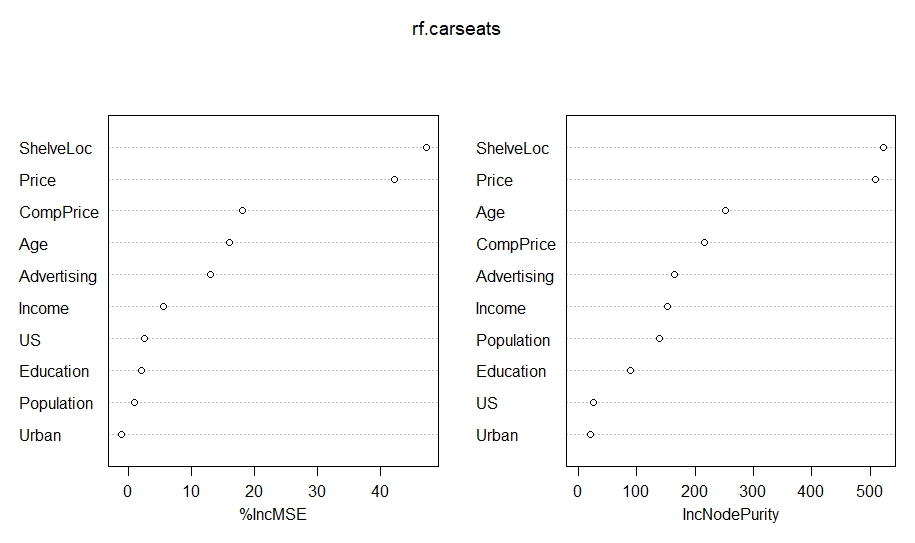 rf.carseats
ShelveLoc
Price
CompPrice
Age
Advertising
Income
US
Education
Population
Urban
0 10 20 30 40
%IncMSE
ShelveLoc
Price
Age
CompPrice
Advertising
Income
Population
Education
US
Urban
0 100 200 300 400 500
IncNodePurity